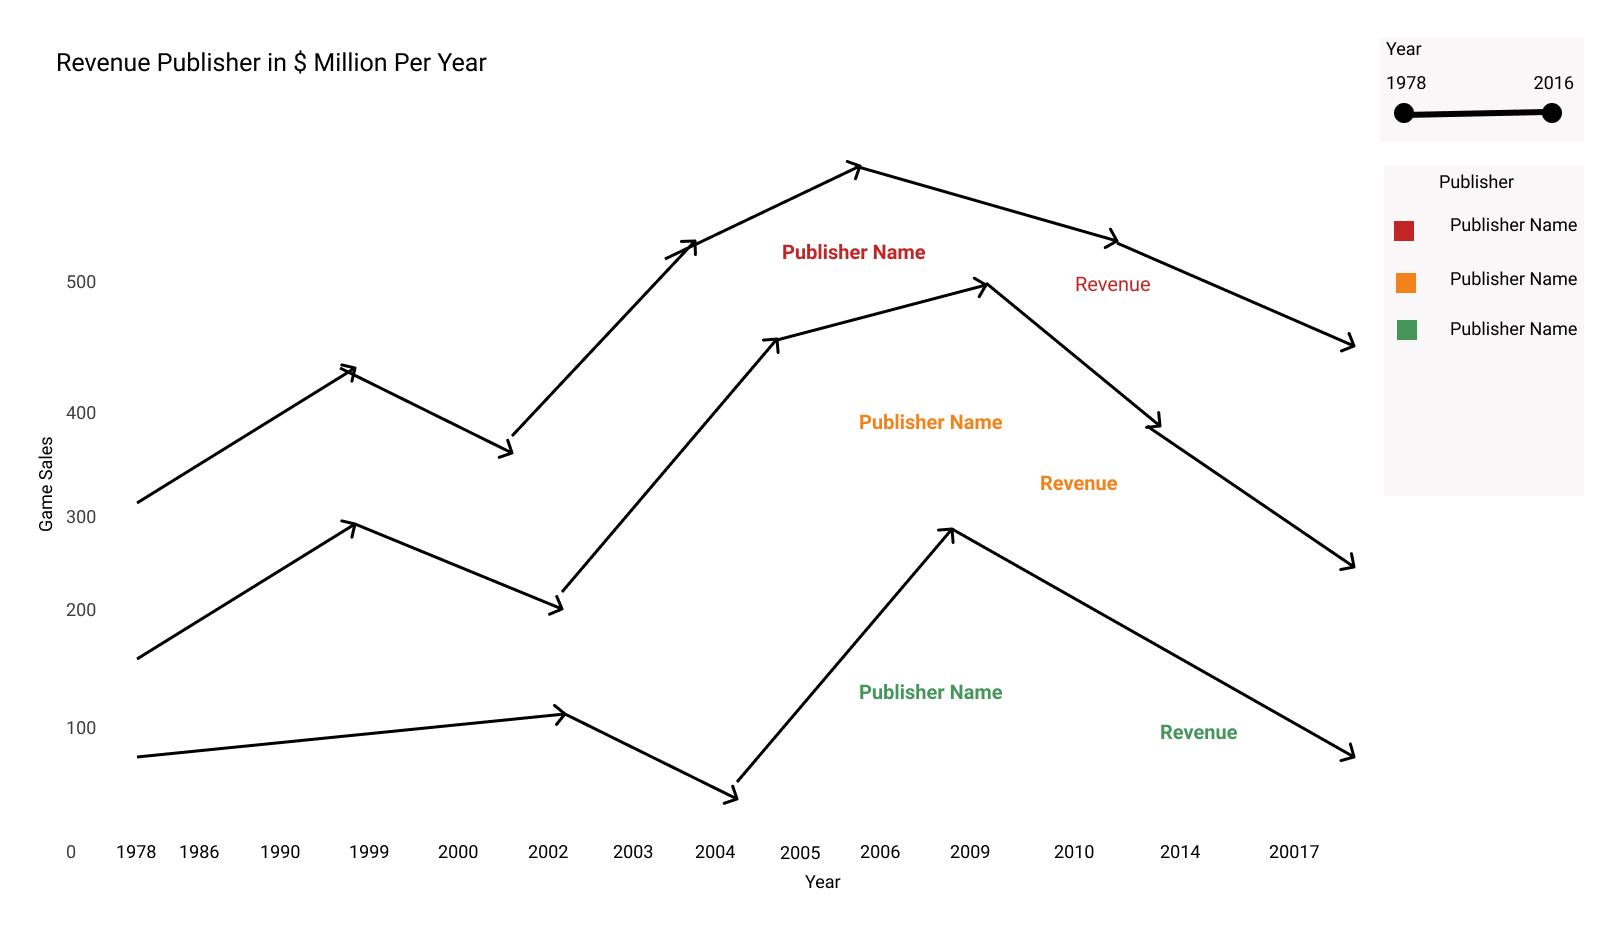 Revenue Publisher in $ Million Per Year
Year
1978 2016
Publisher
Publisher Name
Publisher Name
Publisher Name
Publisher Name
Revenue
Publisher Name
Revenue
Publisher Name
Revenue
Game Sales
500
400
300
200
100
0 1978 1986 1990 1999 2000 2002 2003 2004 2005 2006 2009 2010 2014 20017
Year